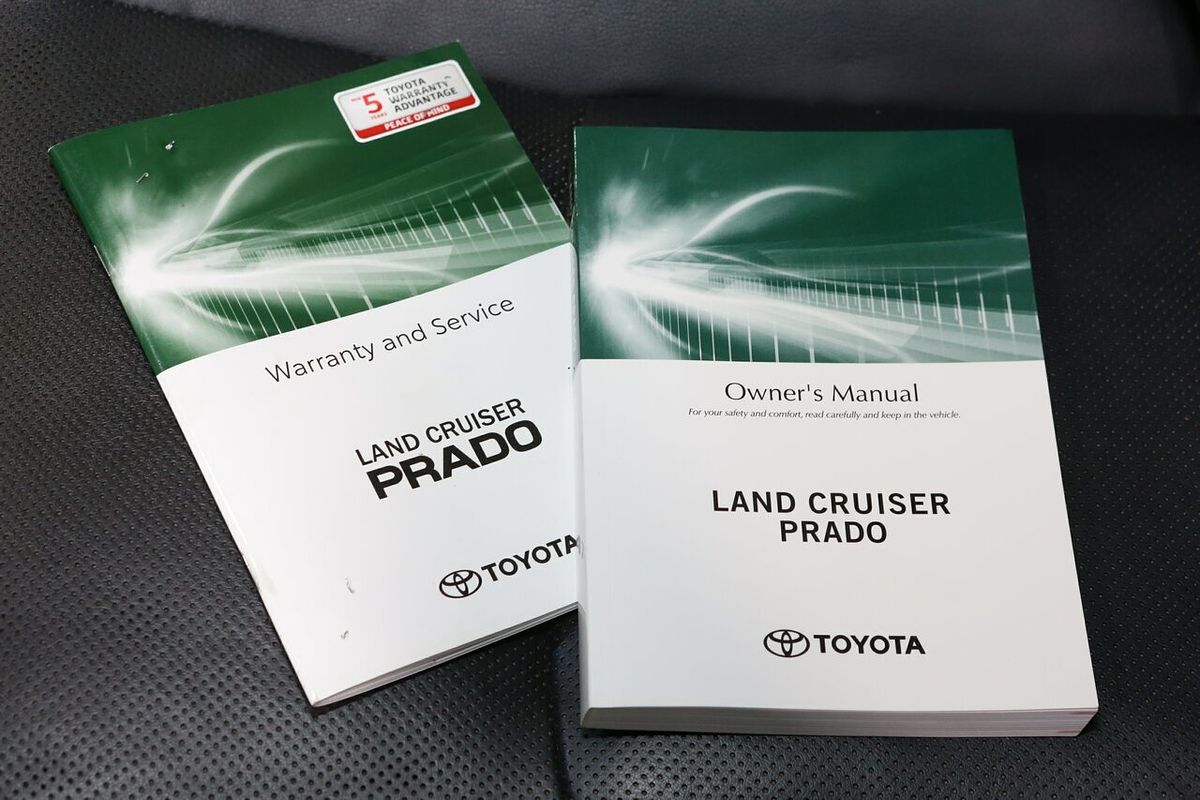 NEW
5
YEARS
TOYOTA
WARRANTY
ADVANTAGE
PEACE OF MIND
Warranty and Service
LAND CRUISER
PRADO
TOYOTA
Owner's Manual
For your safety and comfort, read carefully and keep in the vehicle.
LAND CRUISER
PRADO
TOYOTA